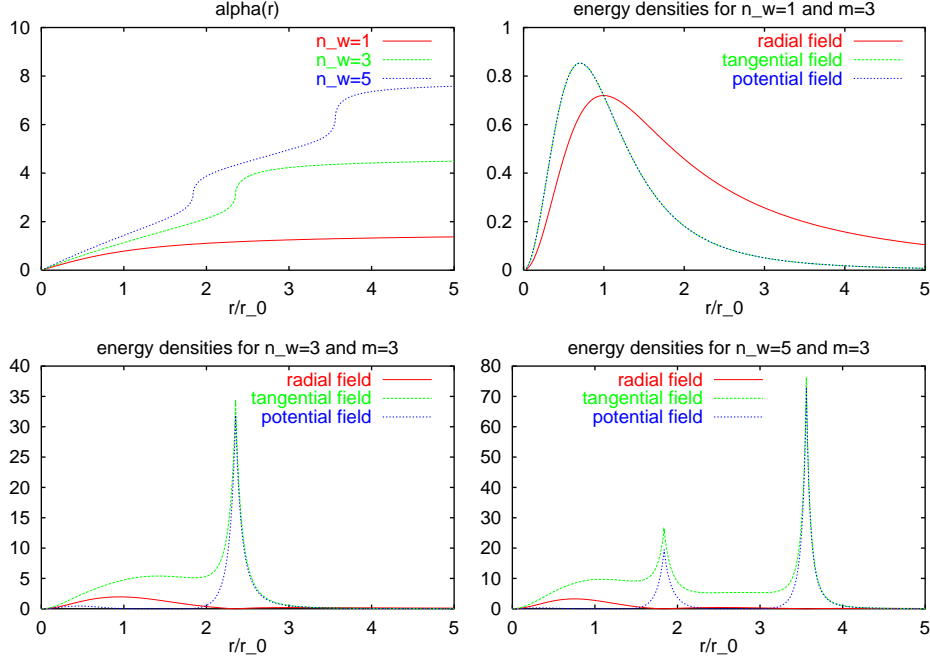 alpha(r)
n_w=1
n_w=3
n_w=5
10
8
6
4
2
0
0 1 2 3 4 5
r/r_0
energy densities for n_w=1 and m=3
radial field
tangential field
potential field
1
0.8
0.6
0.4
0.2
0
0 1 2 3 4 5
r/r_0
energy densities for n_w=3 and m=3
radial field
tangential field
potential field
40
35
30
25
20
15
10
5
0
0 1 2 3 4 5
r/r_0
energy densities for n_w=5 and m=3
radial field
tangential field
potential field
80
70
60
50
40
30
20
10
0
0 1 2 3 4 5
r/r_0